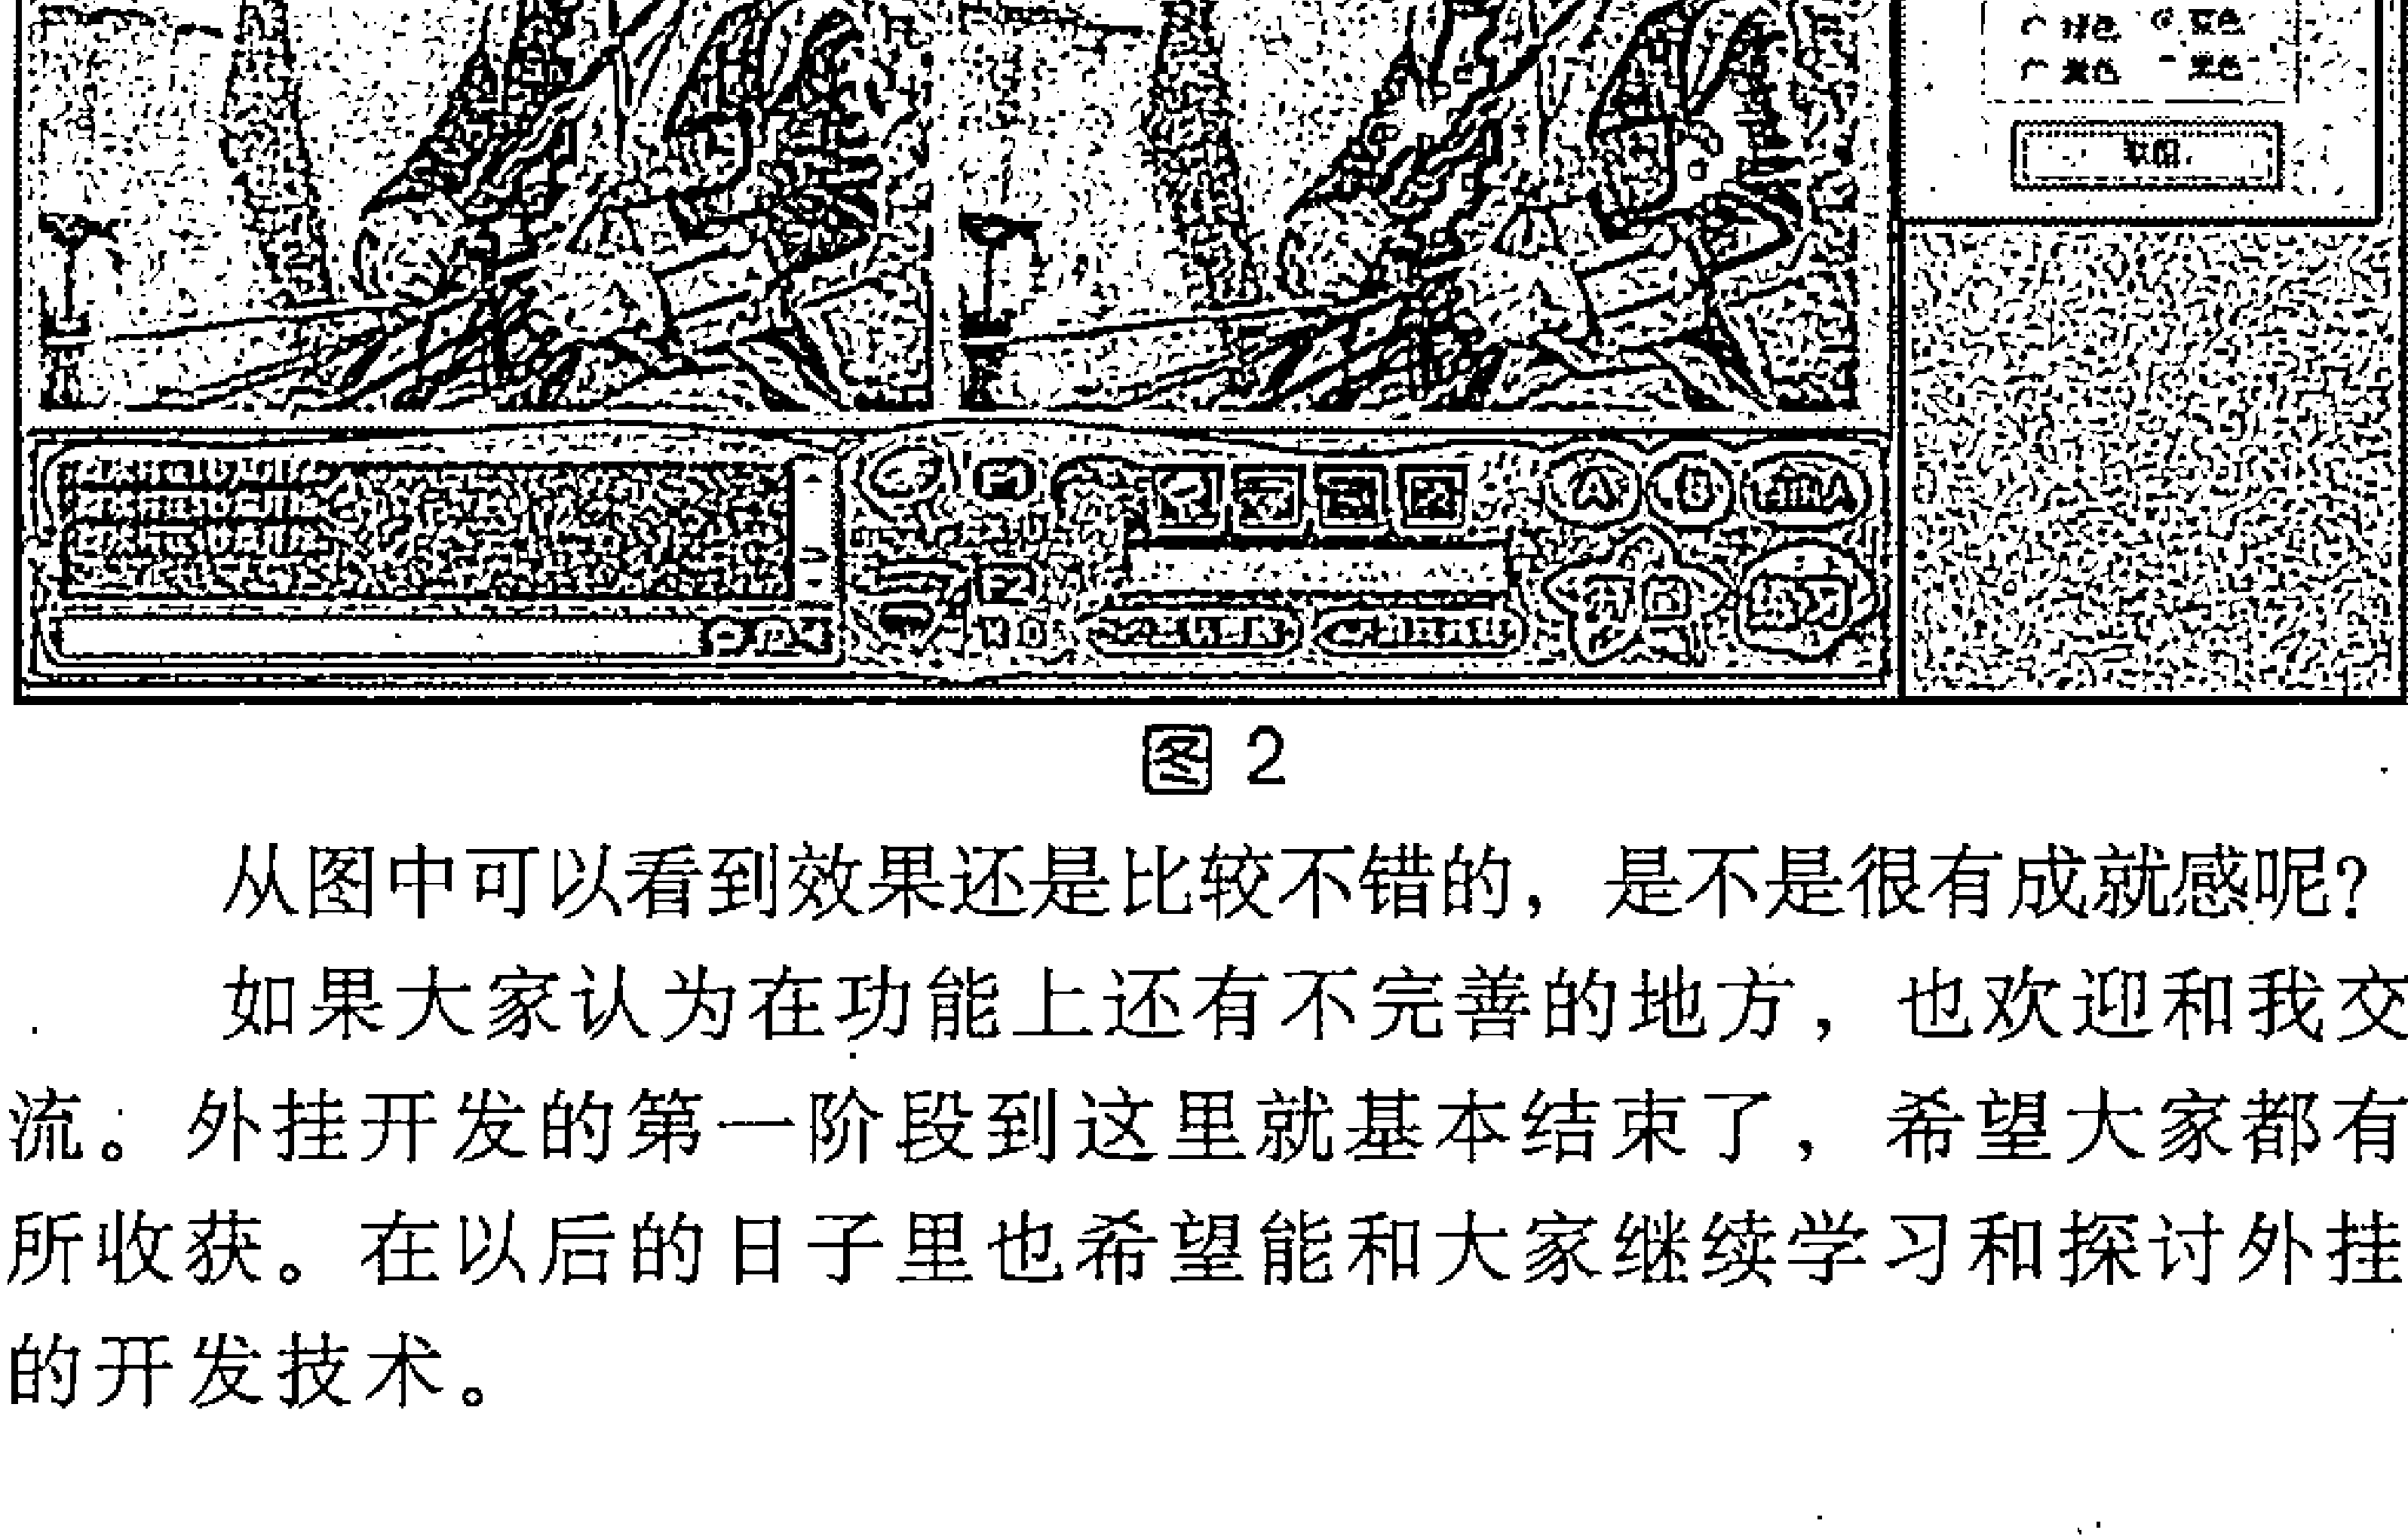 F1
F2
A
B
开
练习
图 2
从图中可以看到效果还是比较不错的，是不是很有成就感呢？
如果大家认为在功能上还有不完善的地方，也欢迎和我交
流。外挂开发的第一阶段到这里就基本结束了，希望大家都有
所收获。在以后的日子里也希望能和大家继续学习和探讨外挂
的开发技术。